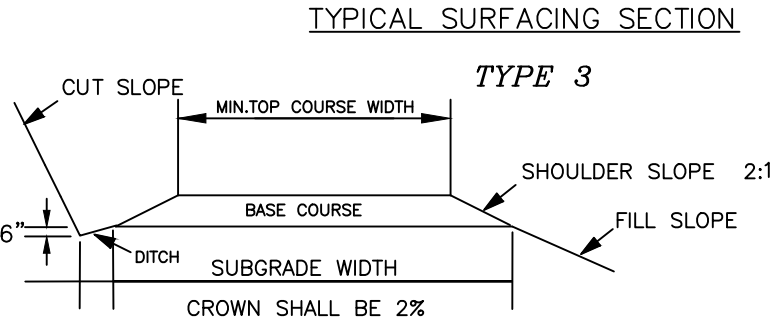 TYPICAL SURFACING SECTION
TYPE 3
CUT SLOPE
MIN.TOP COURSE WIDTH
SHOULDER SLOPE 2:1
BASE COURSE
FILL SLOPE
6"
DITCH
SUBGRADE WIDTH
CROWN SHALL BE 2%